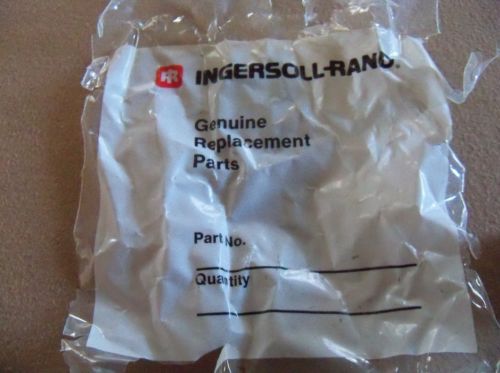 IR INGERSOLL-RAND®
Genuine
Replacement
Parts
Part No.
Quantity